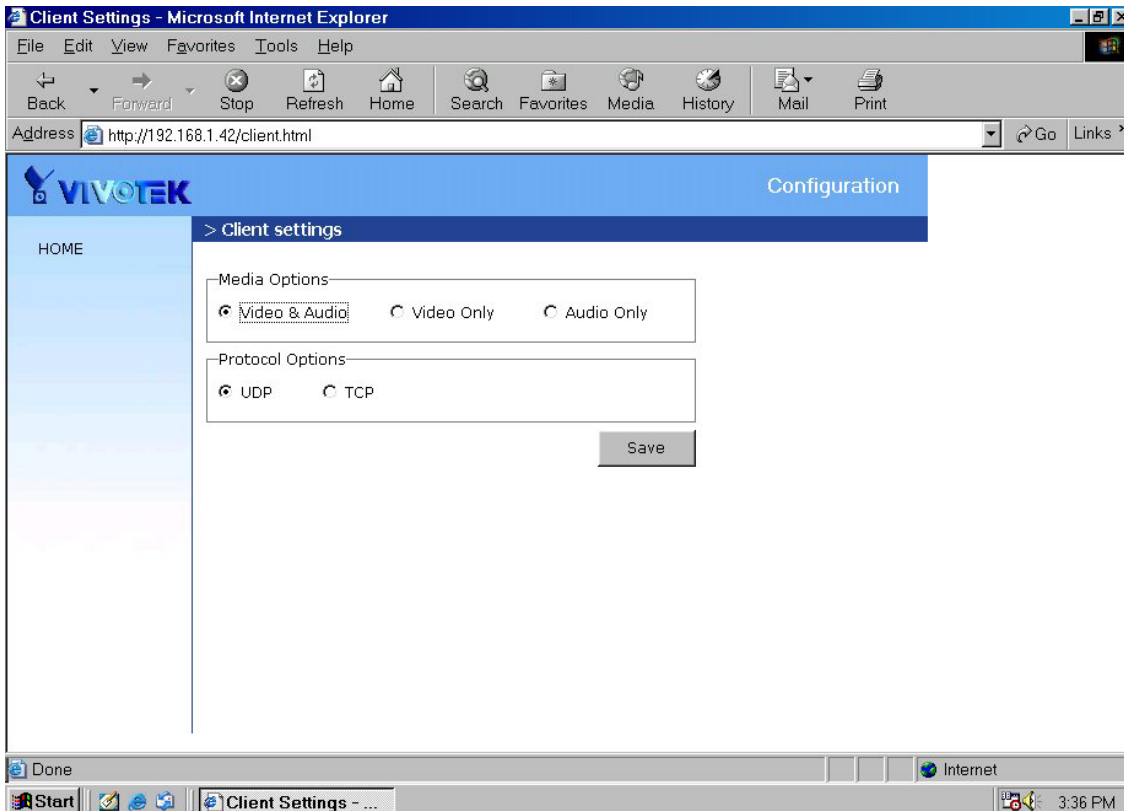 Client Settings - Microsoft Internet Explorer
File Edit View Favorites Tools Help
Back Forward Stop Refresh Home Search Favorites Media History Mail Print
Address http://192.168.1.42/client.html Go Links
VIVOTEK Configuration
> Client settings
HOME
Media Options
Video & Audio Video Only Audio Only
Protocol Options
UDP TCP
Save
Done Internet
Start Client Settings - ... 3:36 PM